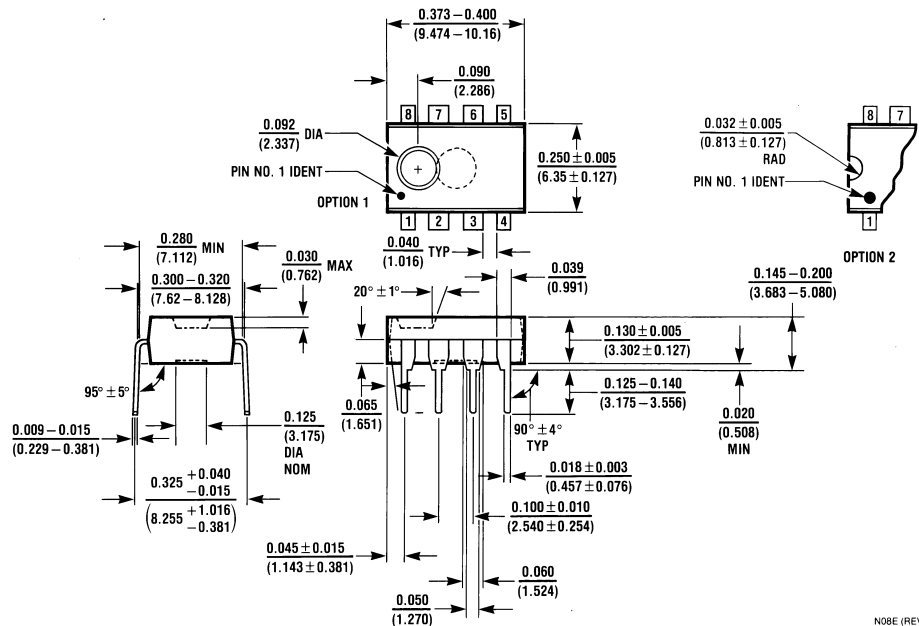 0.373 – 0.400
(9.474 – 10.16)
0.090
(2.286)
8 7 6 5
8 7
0.092 DIA
(2.337)
0.032 ± 0.005
(0.813 ± 0.127)
RAD
+
0.250 ± 0.005
(6.35 ± 0.127)
PIN NO. 1 IDENT
PIN NO. 1 IDENT
OPTION 1
1 2 3 4
1
OPTION 2
0.280 MIN
(7.112)
0.030 MAX
(0.762)
0.040 TYP
(1.016)
0.039
(0.991)
0.145 – 0.200
(3.683 – 5.080)
0.300 – 0.320
(7.62 – 8.128)
20° ± 1°
0.130 ± 0.005
(3.302 ± 0.127)
95° ± 5°
0.065
(1.651)
0.125 – 0.140
(3.175 – 3.556)
90° ± 4°
TYP
0.020
(0.508)
MIN
0.009 – 0.015
(0.229 – 0.381)
0.125
(3.175)
DIA
NOM
0.018 ± 0.003
(0.457 ± 0.076)
0.325 +0.040 −0.015
(8.255 +1.016 −0.381)
0.100 ± 0.010
(2.540 ± 0.254)
0.045 ± 0.015
(1.143 ± 0.381)
0.060
(1.524)
0.050
(1.270)
N08E (RE